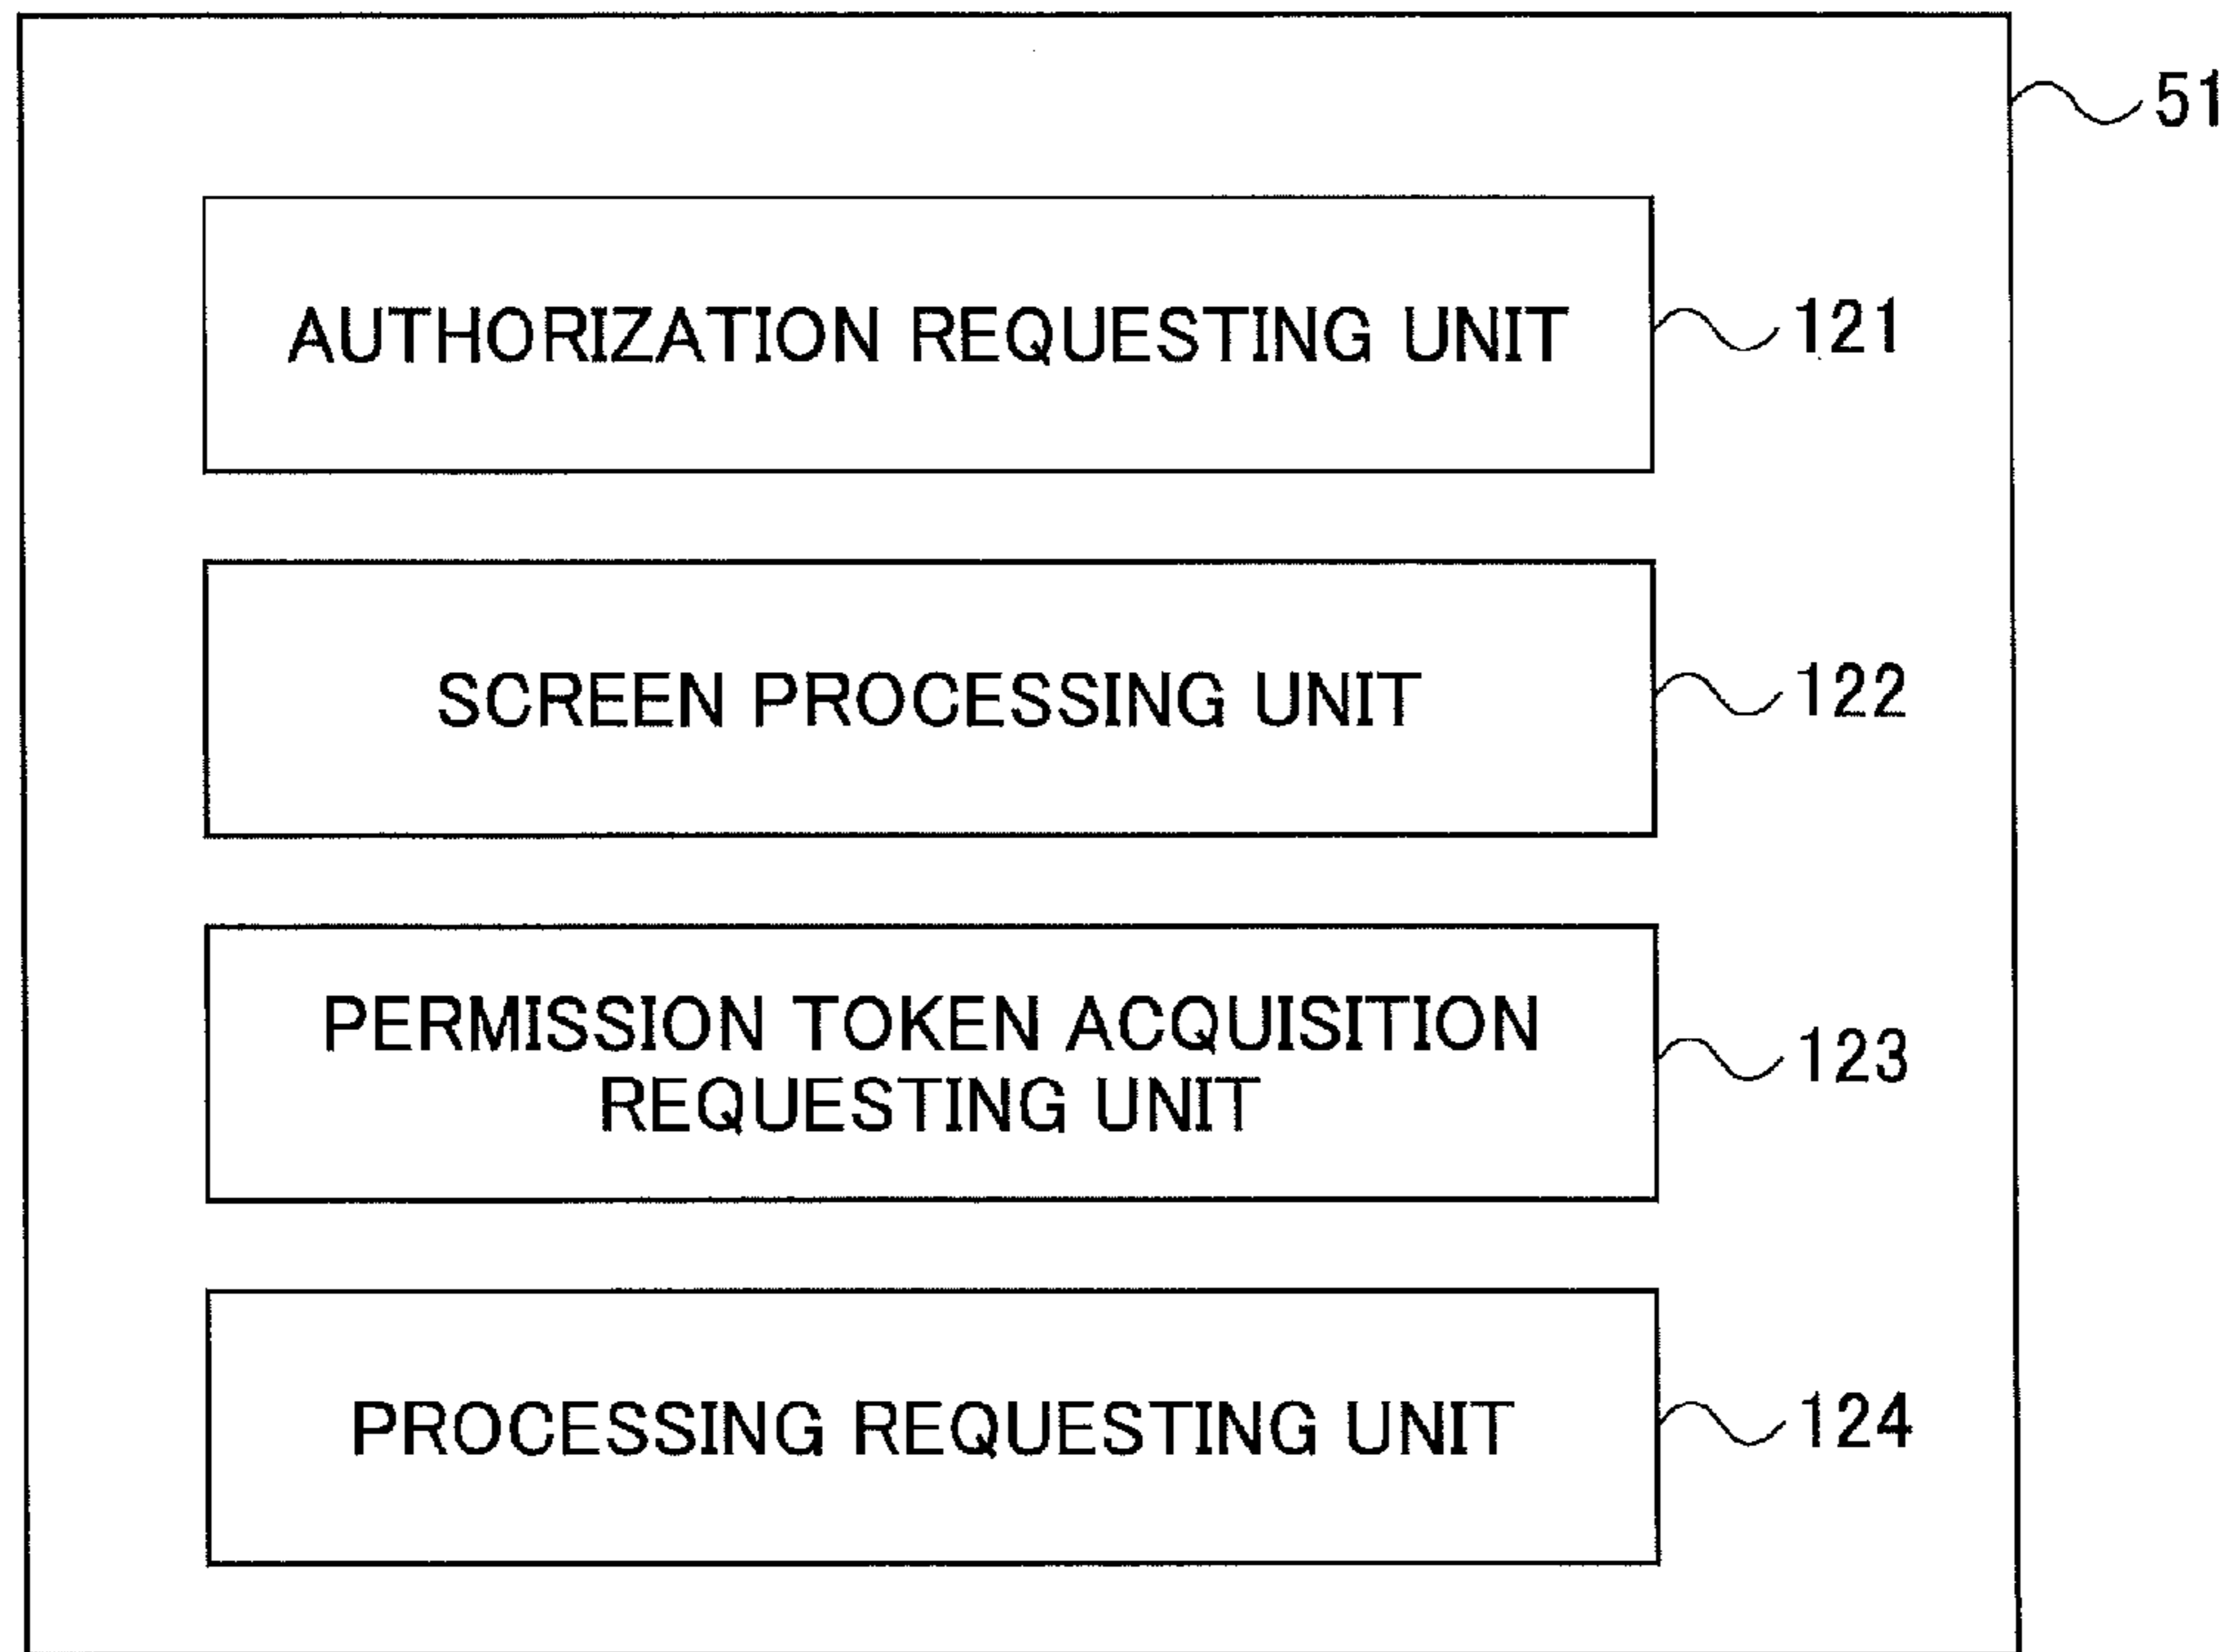 51
AUTHORIZATION REQUESTING UNIT
121
SCREEN PROCESSING UNIT
122
PERMISSION TOKEN ACQUISITION
REQUESTING UNIT
123
PROCESSING REQUESTING UNIT
124